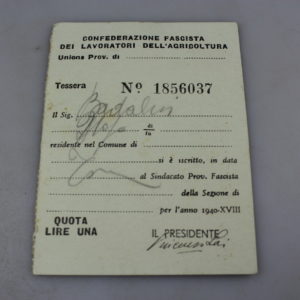 CONFEDERAZIONE FASCISTA
DEI LAVORATORI DELL'AGRICOLTURA
Unione Prov. di
Tessera Nº 1856037
Il Sig.
di
fu
residente nel Comune di
si è iscritto, in data
al Sindacato Prov. Fascista
della Sezione di
per l'anno 1940-XVIII
QUOTA
LIRE UNA
IL PRESIDENTE